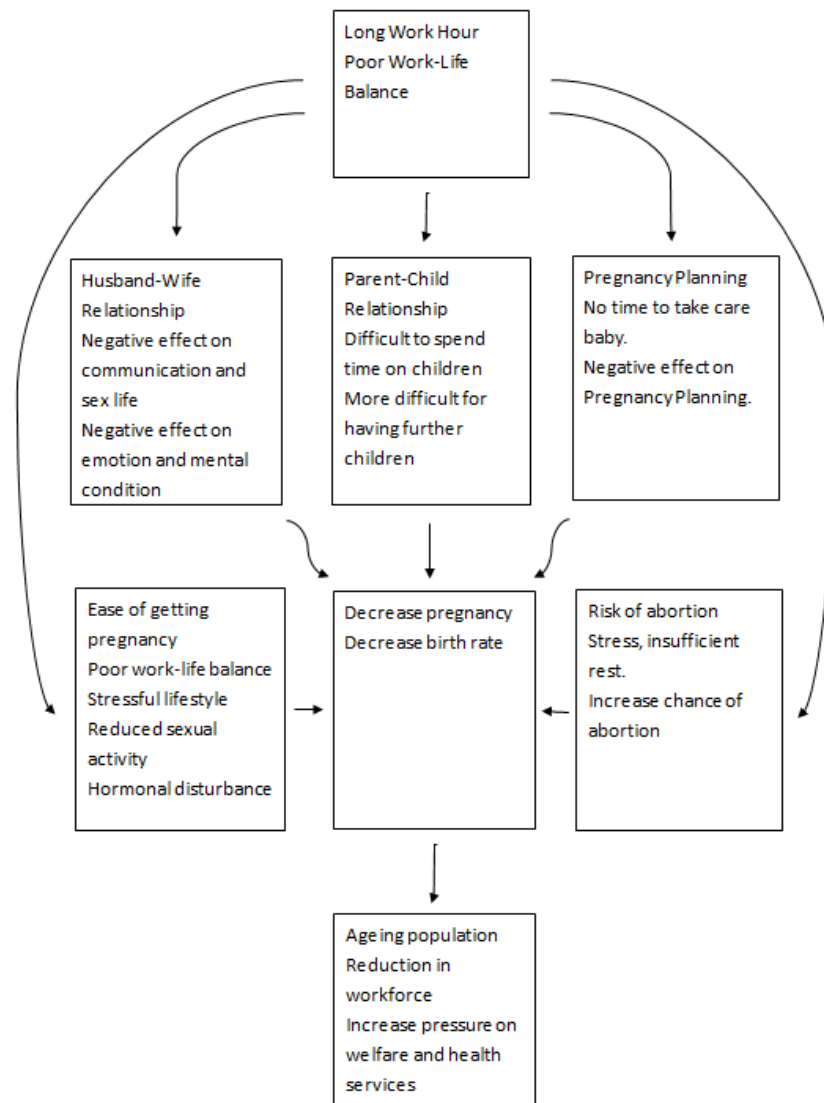 Long Work Hour
Poor Work-Life
Balance
Husband-Wife
Relationship
Negative effect on
communication and
sex life
Negative effect on
emotion and mental
condition
Parent-Child
Relationship
Difficult to spend
time on children
More difficult for
having further
children
Pregnancy Planning
No time to take care
baby.
Negative effect on
Pregnancy Planning.
Ease of getting
pregnancy
Poor work-life balance
Stressful lifestyle
Reduced sexual
activity
Hormonal disturbance
Decrease pregnancy
Decrease birth rate
Risk of abortion
Stress, insufficient
rest.
Increase chance of
abortion
Ageing population
Reduction in
workforce
Increase pressure on
welfare and health
services